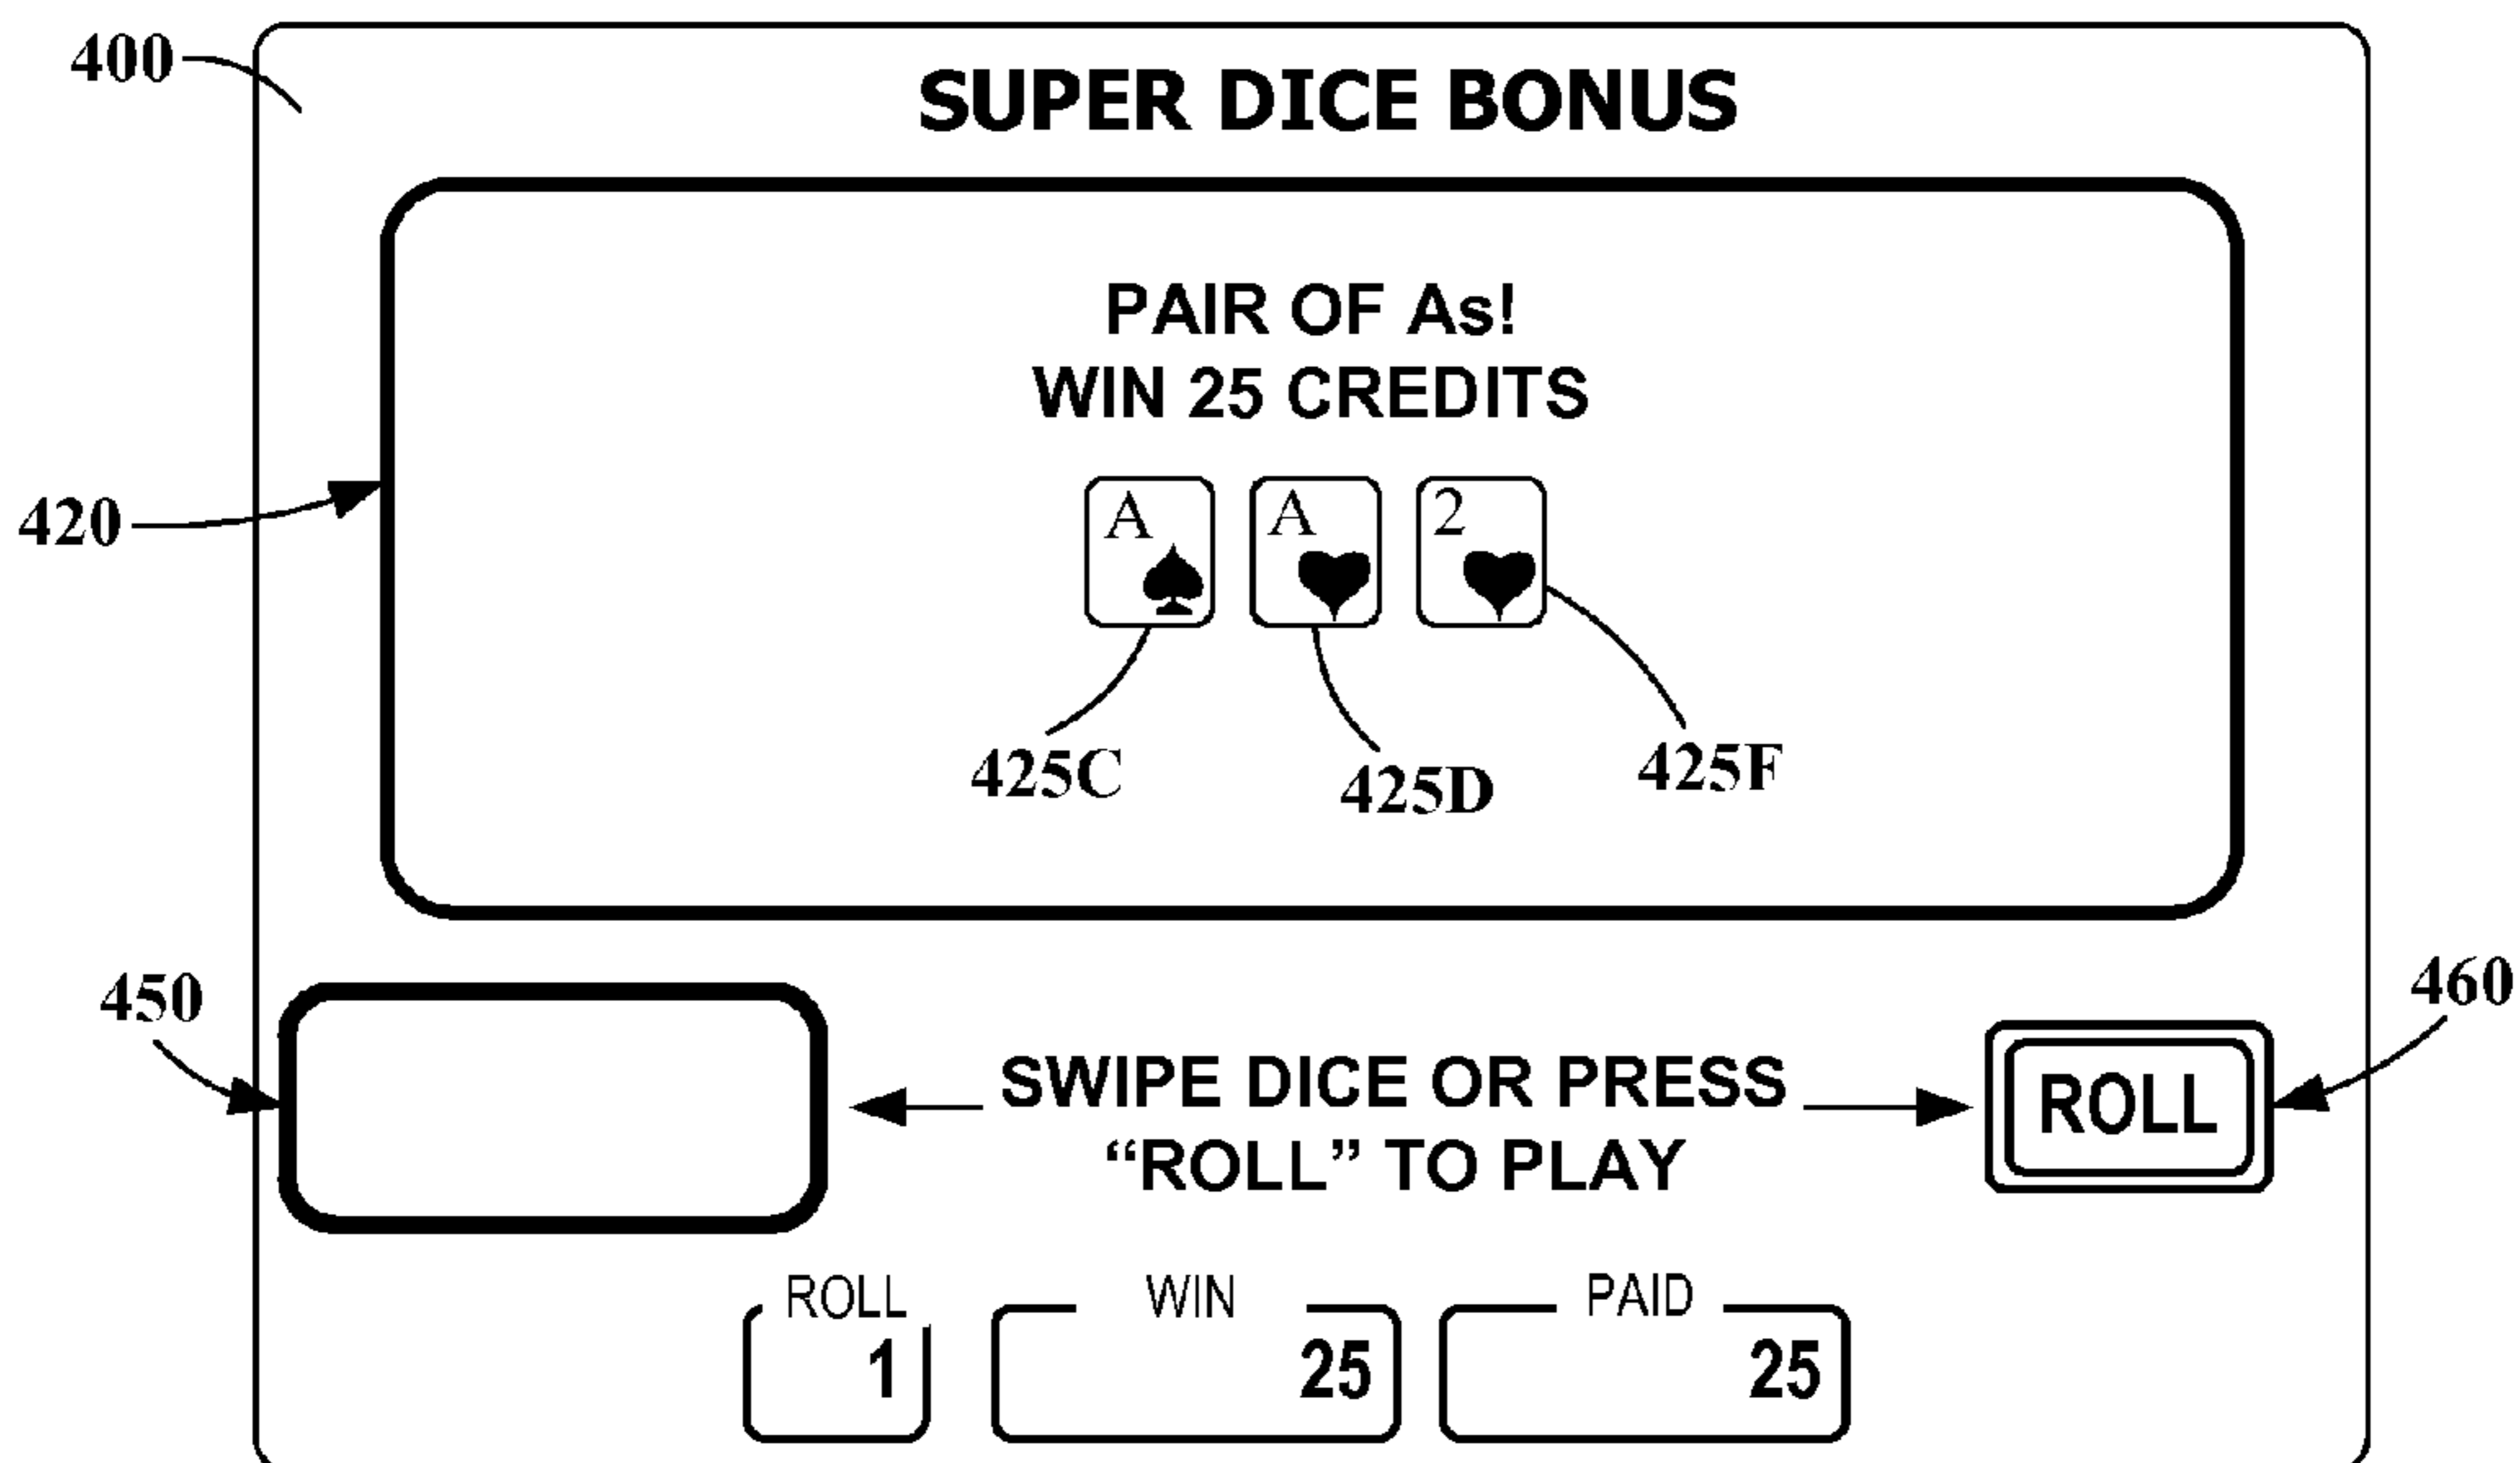 400
SUPER DICE BONUS
PAIR OF As!
WIN 25 CREDITS
420
A
A
2
425C
425D
425F
450
460
SWIPE DICE OR PRESS
“ROLL” TO PLAY
ROLL
ROLL
1
WIN
25
PAID
25